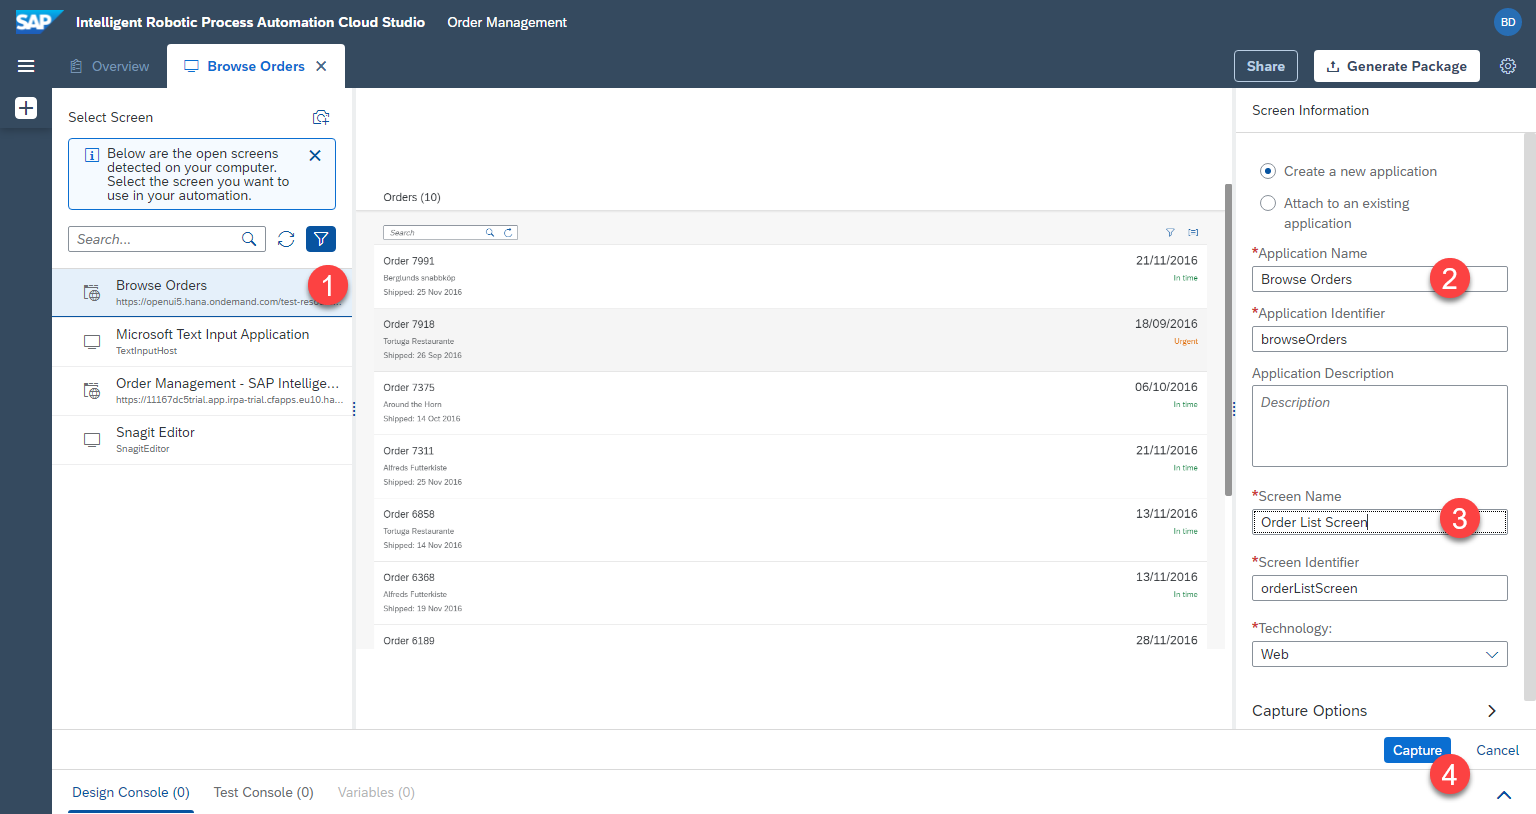 SAP Intelligent Robotic Process Automation Cloud Studio Order Management BD
Overview Browse Orders Share Generate Package
Select Screen
Below are the open screens
detected on your computer.
Select the screen you want to
use in your automation.
Search...
Browse Orders
https://openui5.hana.ondemand.com/test-resou...
1
Microsoft Text Input Application
TextInputHost
Order Management - SAP Intellige...
https://11167dc5trial.app.irpa-trial.cfapps.eu10.ha...
Snagit Editor
SnagitEditor
Orders (10)
Search
Order 7991 21/11/2016
Berglunds snabbköp In time
Shipped: 25 Nov 2016
Order 7918 18/09/2016
Tortuga Restaurante Urgent
Shipped: 26 Sep 2016
Order 7375 06/10/2016
Around the Horn In time
Shipped: 14 Oct 2016
Order 7311 21/11/2016
Alfreds Futterkiste In time
Shipped: 25 Nov 2016
Order 6858 13/11/2016
Tortuga Restaurante In time
Shipped: 14 Nov 2016
Order 6368 13/11/2016
Alfreds Futterkiste In time
Shipped: 19 Nov 2016
Order 6189 28/11/2016
Screen Information
Create a new application
Attach to an existing
application
*Application Name
Browse Orders
2
*Application Identifier
browseOrders
Application Description
Description
*Screen Name
Order List Screen
3
*Screen Identifier
orderListScreen
*Technology:
Web
Capture Options
Capture Cancel
4
Design Console (0) Test Console (0) Variables (0)